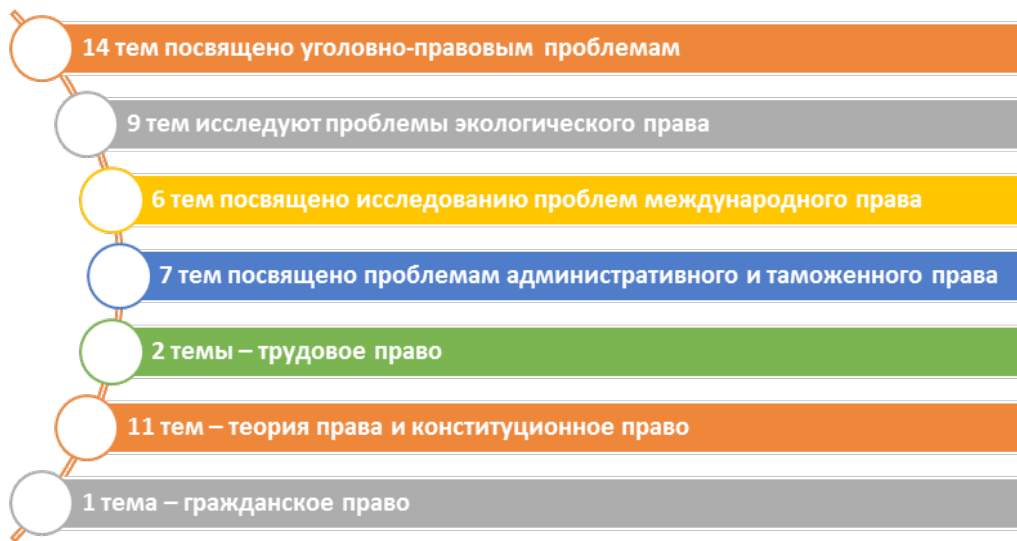 14 тем посвящено уголовно-правовым проблемам
9 тем исследуют проблемы экологического права
6 тем посвящено исследованию проблем международного права
7 тем посвящено проблемам административного и таможенного права
2 темы – трудовое право
11 тем – теория права и конституционное право
1 тема – гражданское право